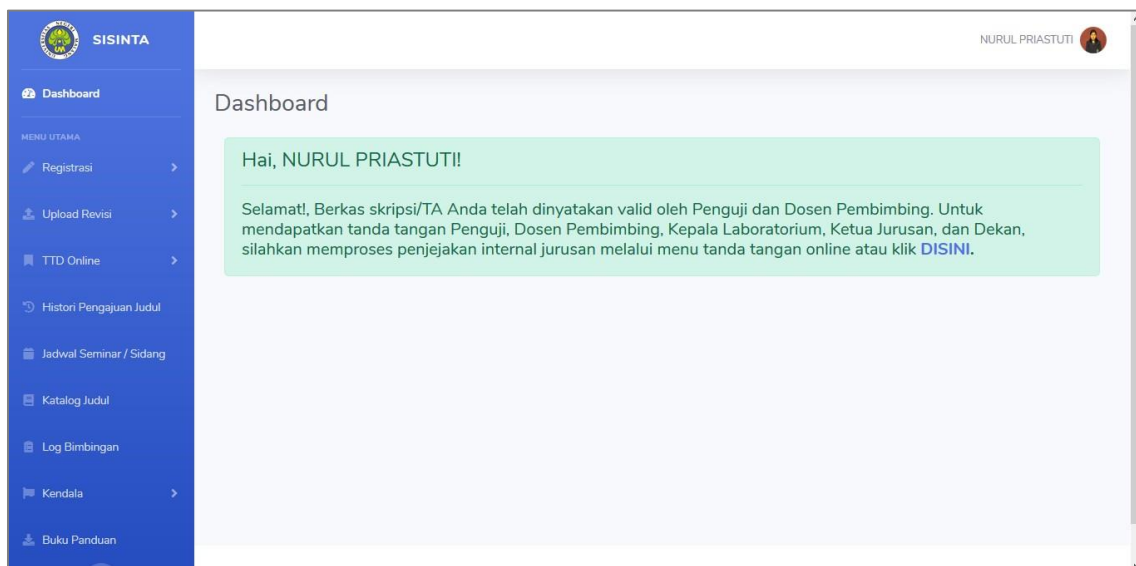 SISINTA
NURUL PRIASTUTI
Dashboard
Dashboard
MENU UTAMA
Registrasi
Upload Revisi
TTD Online
Histori Pengajuan Judul
Jadwal Seminar / Sidang
Katalog Judul
Log Bimbingan
Kendala
Buku Panduan
Hai, NURUL PRIASTUTI!
Selamat!, Berkas skripsi/TA Anda telah dinyatakan valid oleh Penguji dan Dosen Pembimbing. Untuk
mendapatkan tanda tangan Penguji, Dosen Pembimbing, Kepala Laboratorium, Ketua Jurusan, dan Dekan,
silahkan memproses penjejakan internal jurusan melalui menu tanda tangan online atau klik DISINI.